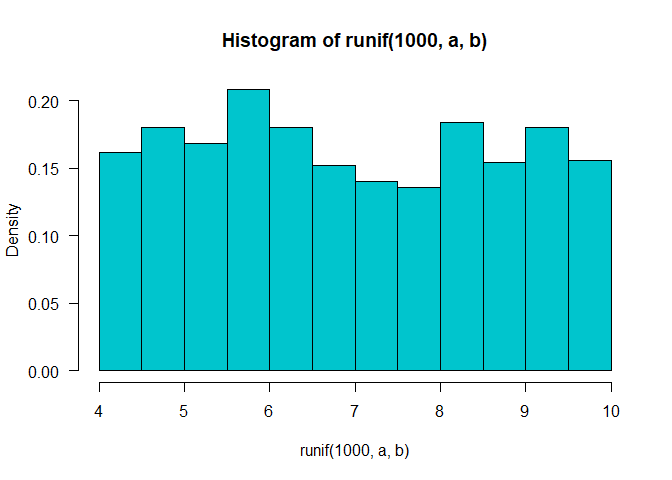 Histogram of runif(1000, a, b)
Density
0.20
0.15
0.10
0.05
0.00
4 5 6 7 8 9 10
runif(1000, a, b)